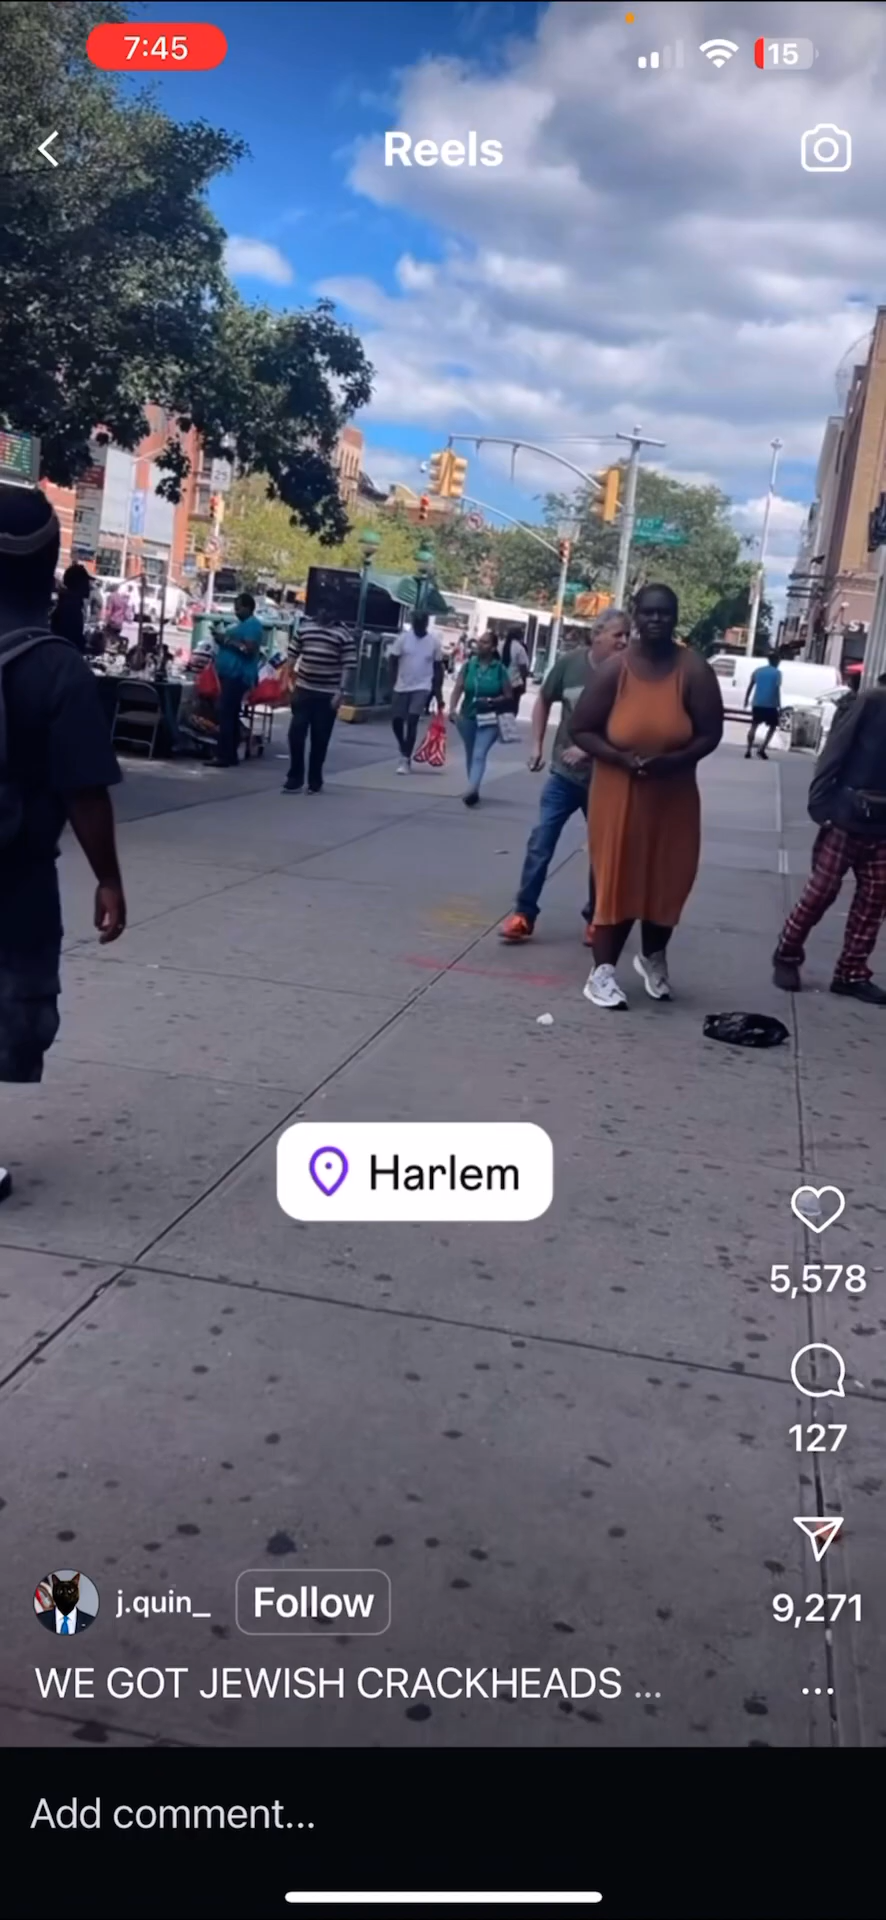 7:45
15
Reels
Harlem
5,578
127
9,271
j.quin_
Follow
WE GOT JEWISH CRACKHEADS ...
Add comment...